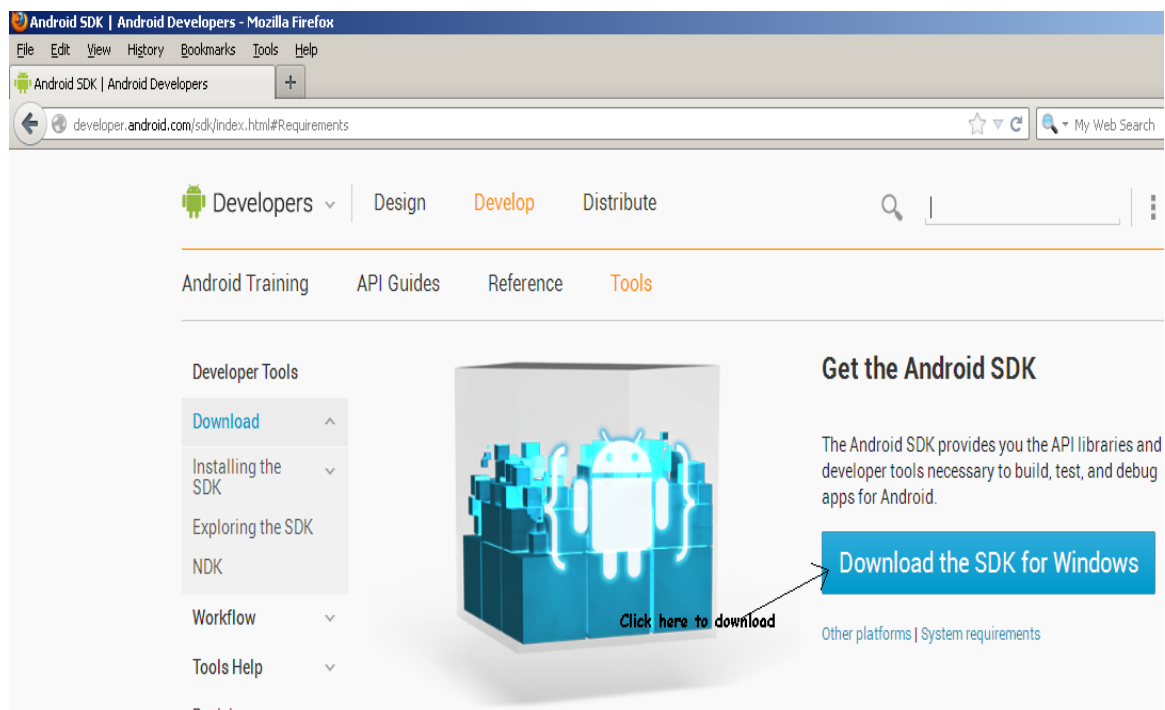 Android SDK | Android Developers - Mozilla Firefox
File Edit View History Bookmarks Tools Help
Android SDK | Android Developers +
developer.android.com/sdk/index.html#Requirements My Web Search
Developers Design Develop Distribute
Android Training API Guides Reference Tools
Developer Tools
Download
Installing the
SDK
Exploring the SDK
NDK
Workflow
Tools Help
Get the Android SDK
The Android SDK provides you the API libraries and
developer tools necessary to build, test, and debug
apps for Android.
Download the SDK for Windows
Click here to download
Other platforms | System requirements